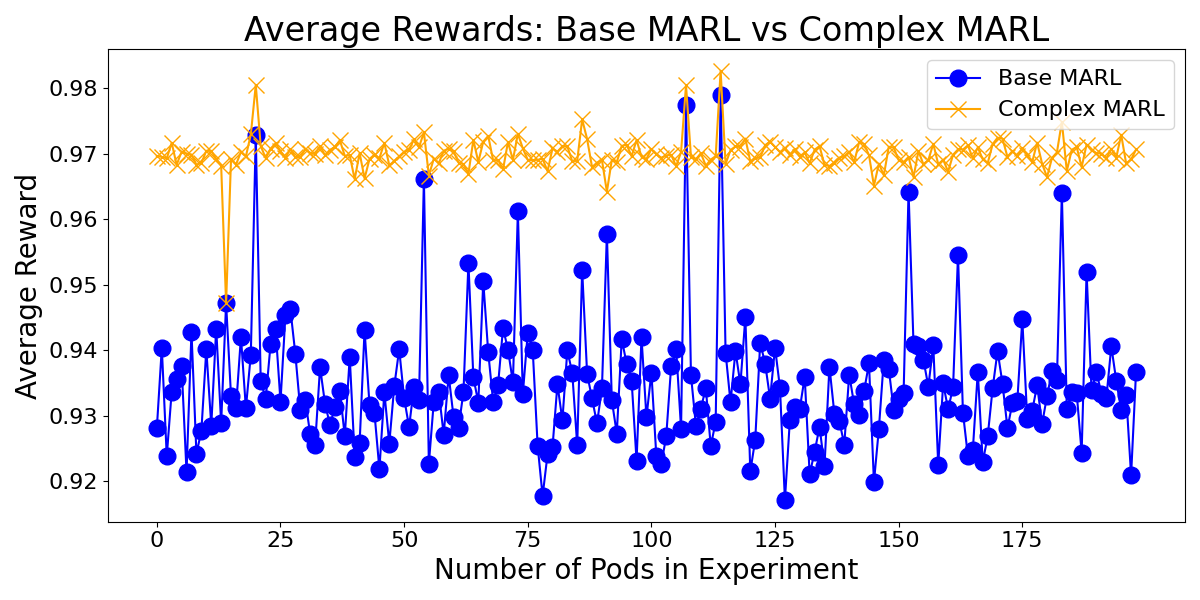 Average Rewards: Base MARL vs Complex MARL
Base MARL
Complex MARL
Average Reward
0.98
0.97
0.96
0.95
0.94
0.93
0.92
0 25 50 75 100 125 150 175
Number of Pods in Experiment